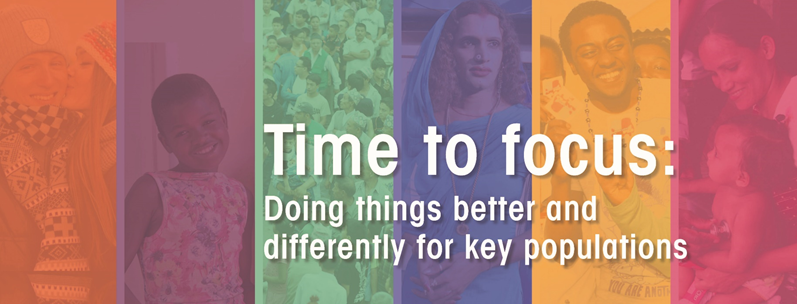 Time to focus:
Doing things better and
differently for key populations